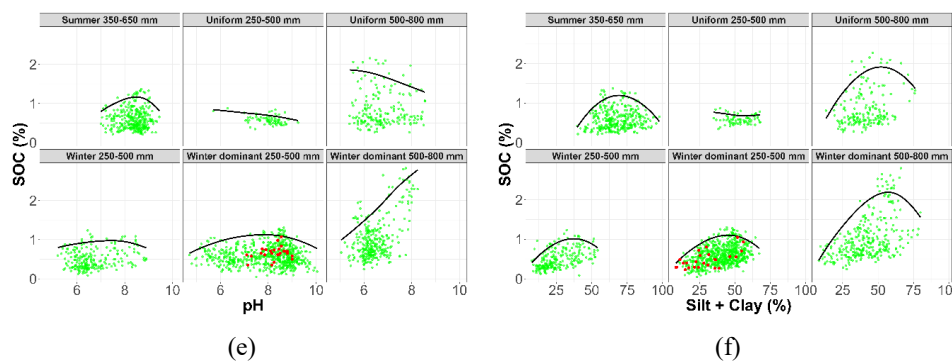 Summer 350-650 mm Uniform 250-500 mm Uniform 500-800 mm
2
1
0
Winter 250-500 mm Winter dominant 250-500 mm Winter dominant 500-800 mm
2
1
0
SOC (%)
6 8 10 6 8 10 6 8 10
pH
(e)
Summer 350-650 mm Uniform 250-500 mm Uniform 500-800 mm
2
1
0
Winter 250-500 mm Winter dominant 250-500 mm Winter dominant 500-800 mm
2
1
0
SOC (%)
25 50 75 100 25 50 75 100 25 50 75 10
Silt + Clay (%)
(f)